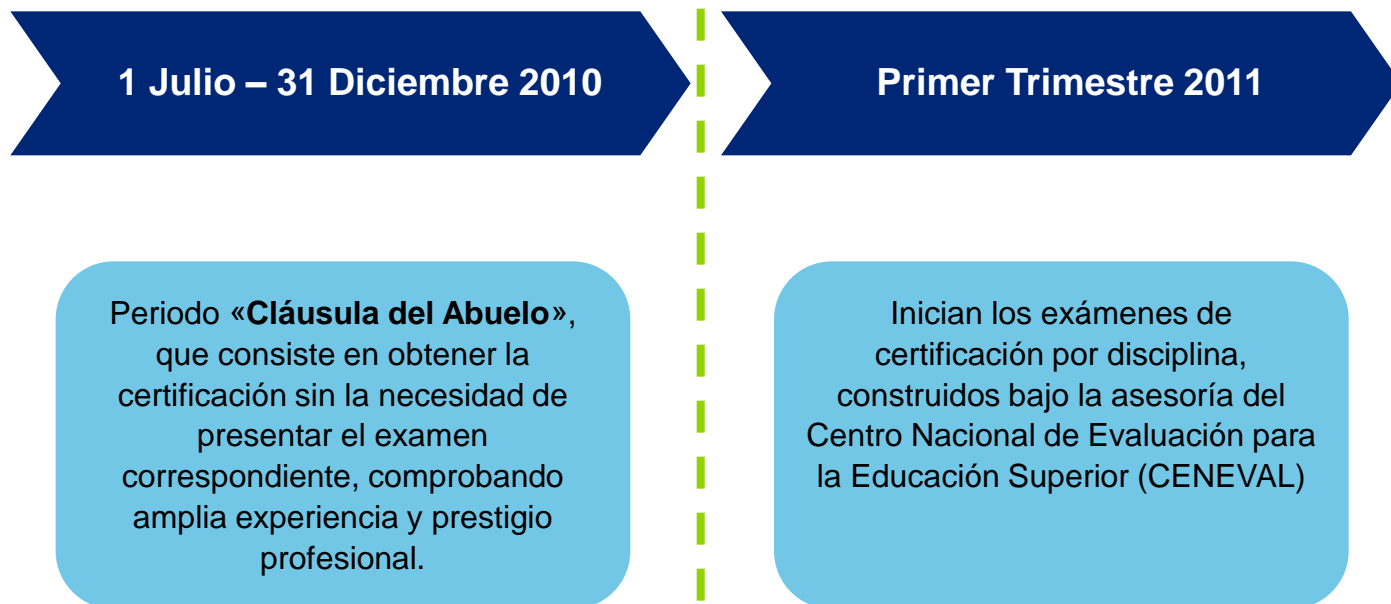 1 Julio – 31 Diciembre 2010
Primer Trimestre 2011
Periodo «Cláusula del Abuelo»,
que consiste en obtener la
certificación sin la necesidad de
presentar el examen
correspondiente, comprobando
amplia experiencia y prestigio
profesional.
Inician los exámenes de
certificación por disciplina,
construidos bajo la asesoría del
Centro Nacional de Evaluación para
la Educación Superior (CENEVAL)